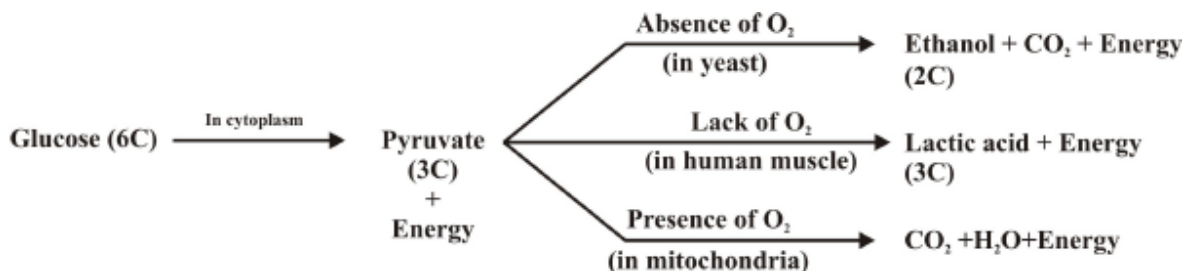 Absence of O₂
(in yeast)
Ethanol + CO₂ + Energy
(2C)
Glucose (6C)
In cytoplasm
Pyruvate
(3C)
+
Energy
Lack of O₂
(in human muscle)
Lactic acid + Energy
(3C)
Presence of O₂
(in mitochondria)
CO₂ +H₂O+Energy